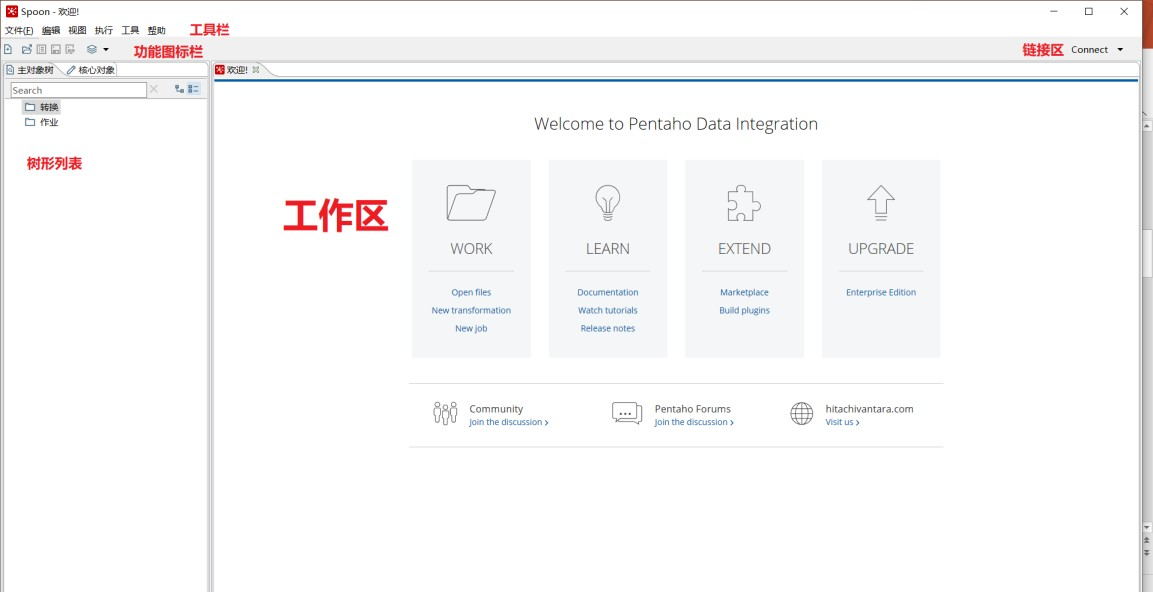 Spoon - 欢迎!
文件(F) 编辑 视图 执行 工具 帮助 工具栏
功能图标栏 链接区 Connect
主对象树 核心对象 欢迎!
Search
转换
作业
树形列表
工作区
Welcome to Pentaho Data Integration
WORK
Open files
New transformation
New job
LEARN
Documentation
Watch tutorials
Release notes
EXTEND
Marketplace
Build plugins
UPGRADE
Enterprise Edition
Community
Join the discussion >
Pentaho Forums
Join the discussion >
hitachivantara.com
Visit us >